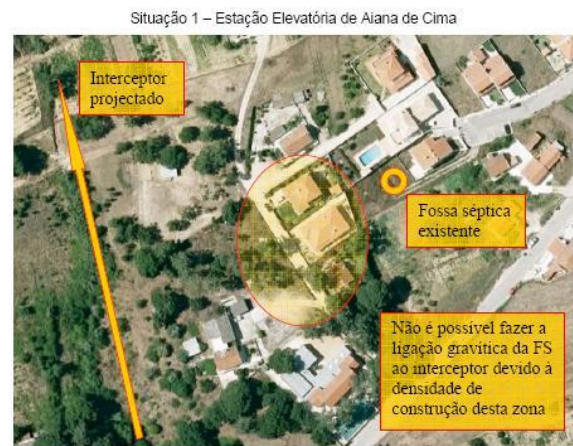 Situação 1 – Estação Elevatória de Aiana de Cima
Interceptor
projectado
Fossa séptica
existente
Não é possível fazer a
ligação gravítica da FS
ao interceptor devido à
densidade de
construção desta zona